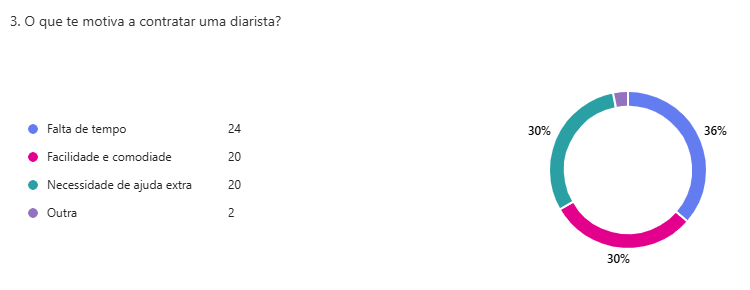 3. O que te motiva a contratar uma diarista?
Falta de tempo 24
Facilidade e comodiade 20
Necessidade de ajuda extra 20
Outra 2
30%
36%
30%